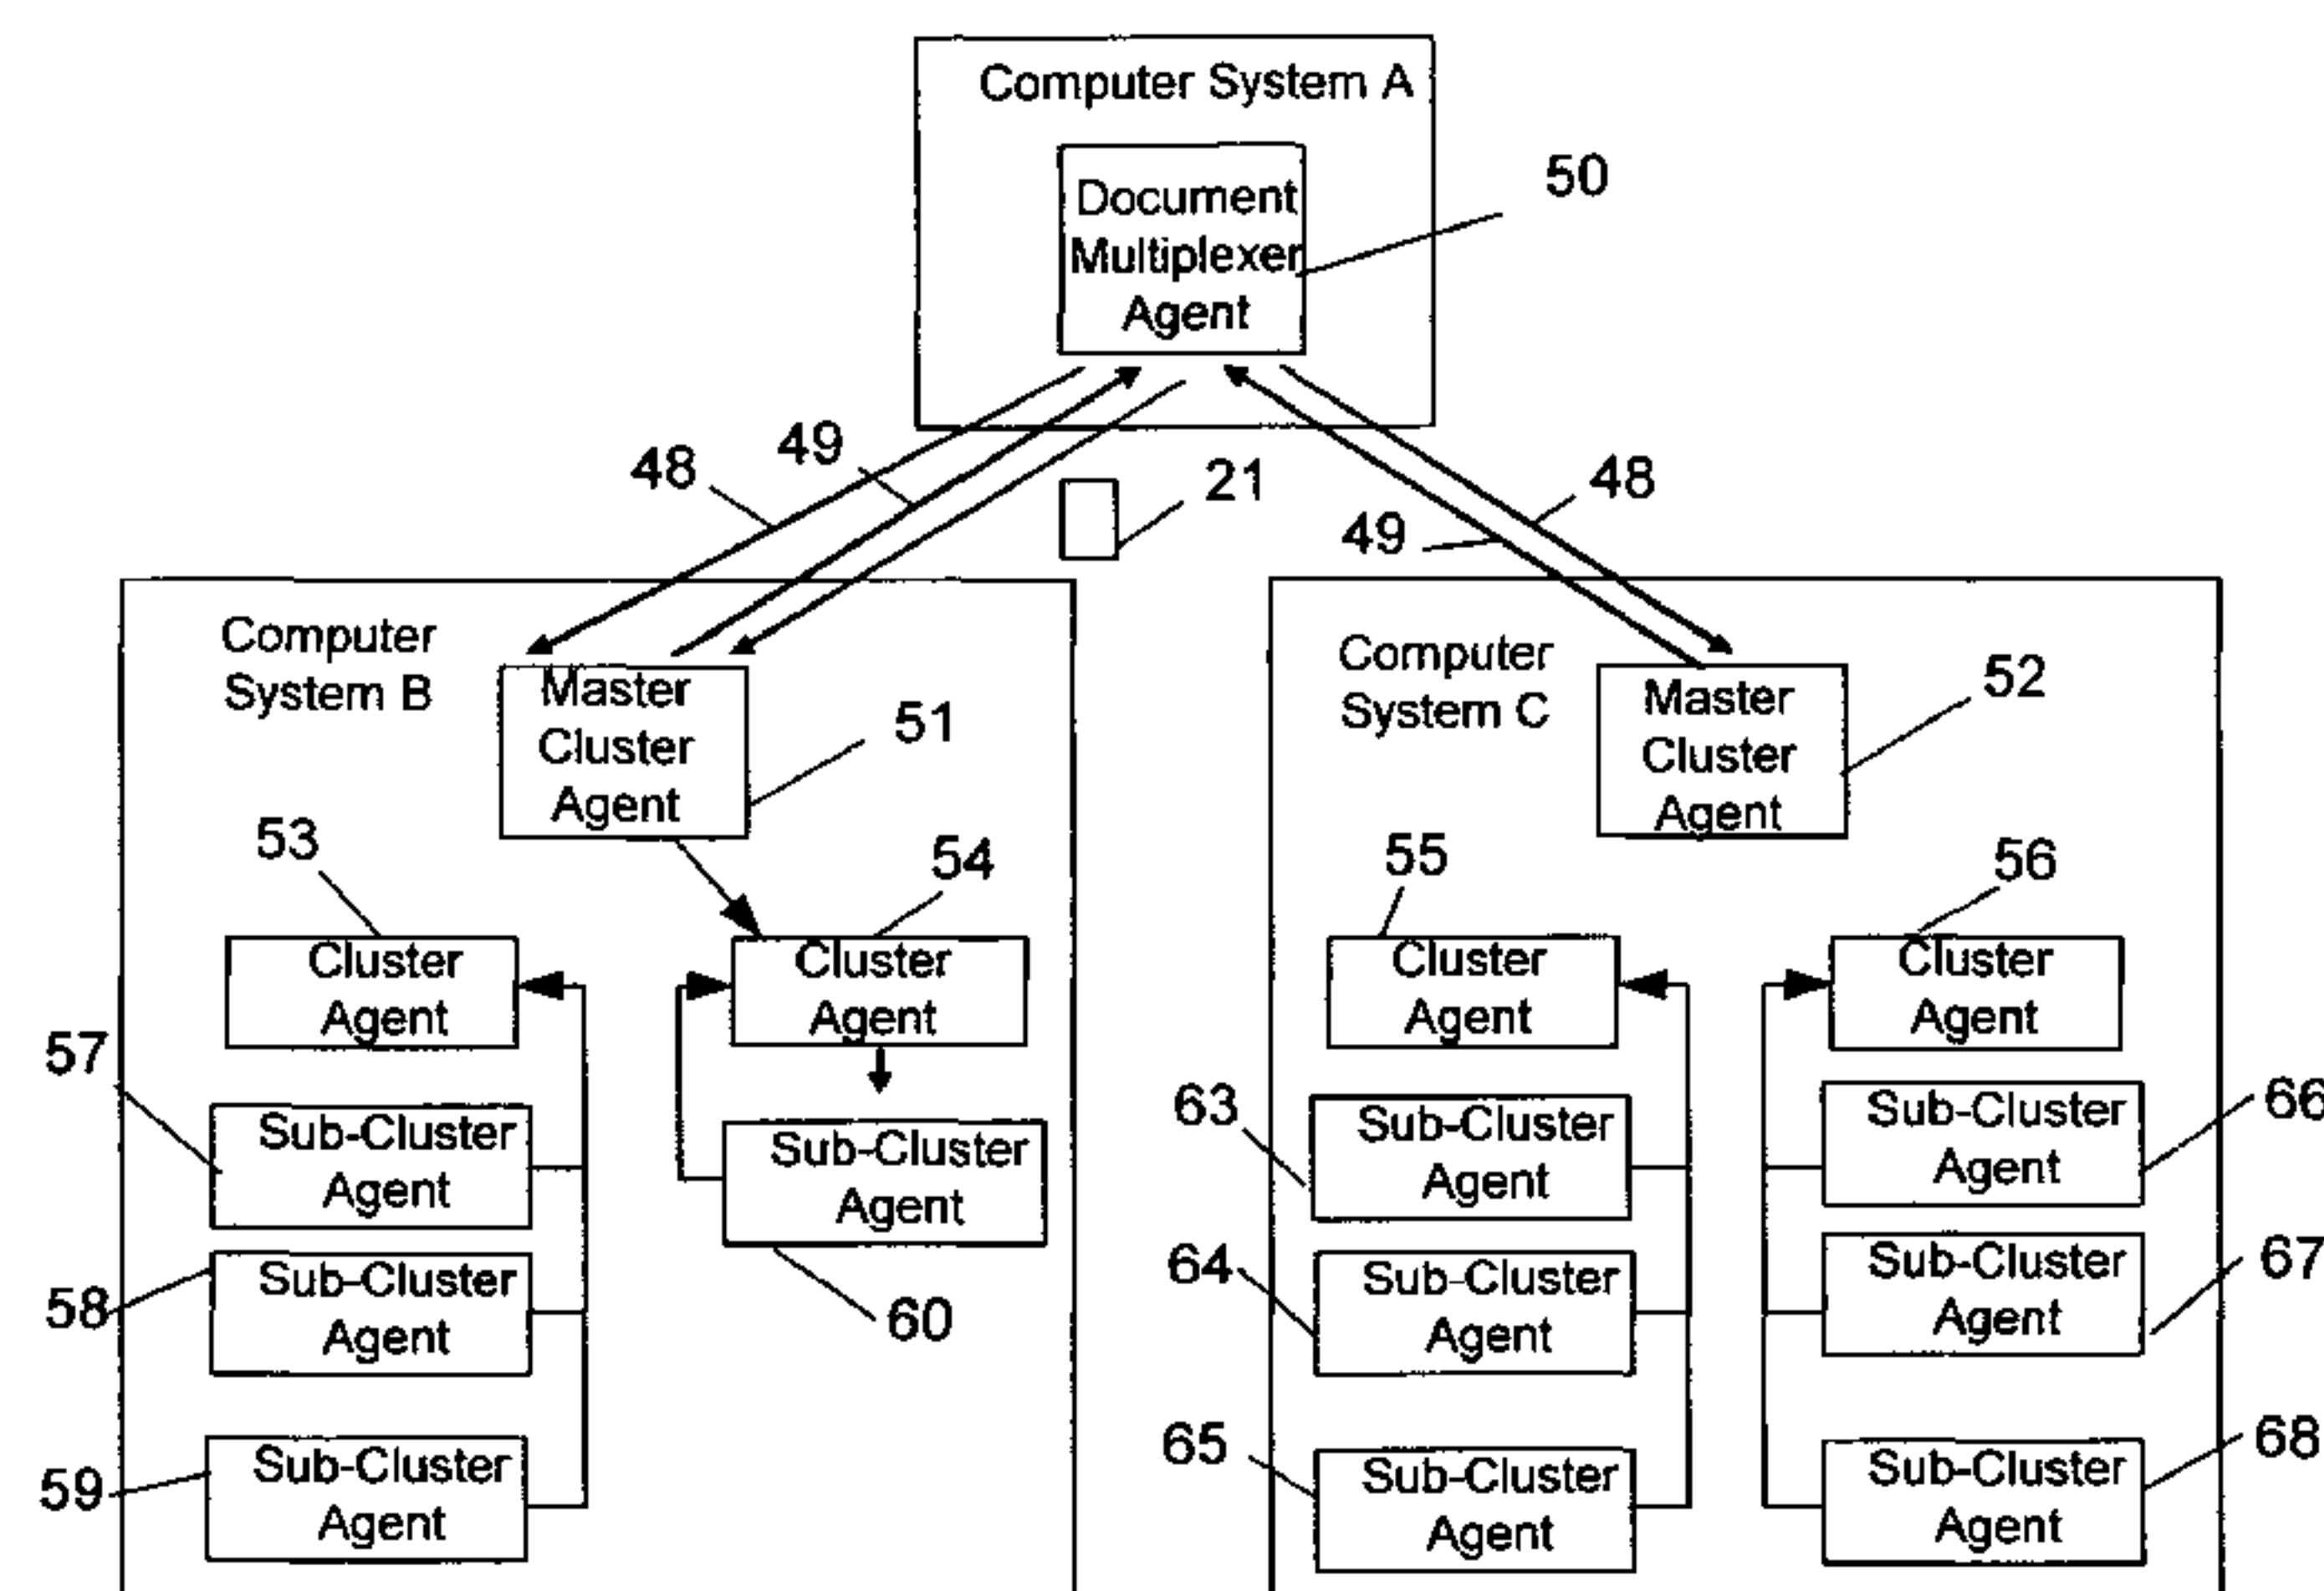 Computer System A
Document
Multiplexer
Agent
50
48
49
21
48
49
Computer
System B
Master
Cluster
Agent
51
Computer
System C
Master
Cluster
Agent
52
53
54
55
56
Cluster
Agent
Cluster
Agent
Cluster
Agent
Cluster
Agent
57
Sub-Cluster
Agent
Sub-Cluster
Agent
63
Sub-Cluster
Agent
Sub-Cluster
Agent
66
58
Sub-Cluster
Agent
60
64
Sub-Cluster
Agent
Sub-Cluster
Agent
67
59
Sub-Cluster
Agent
65
Sub-Cluster
Agent
Sub-Cluster
Agent
68